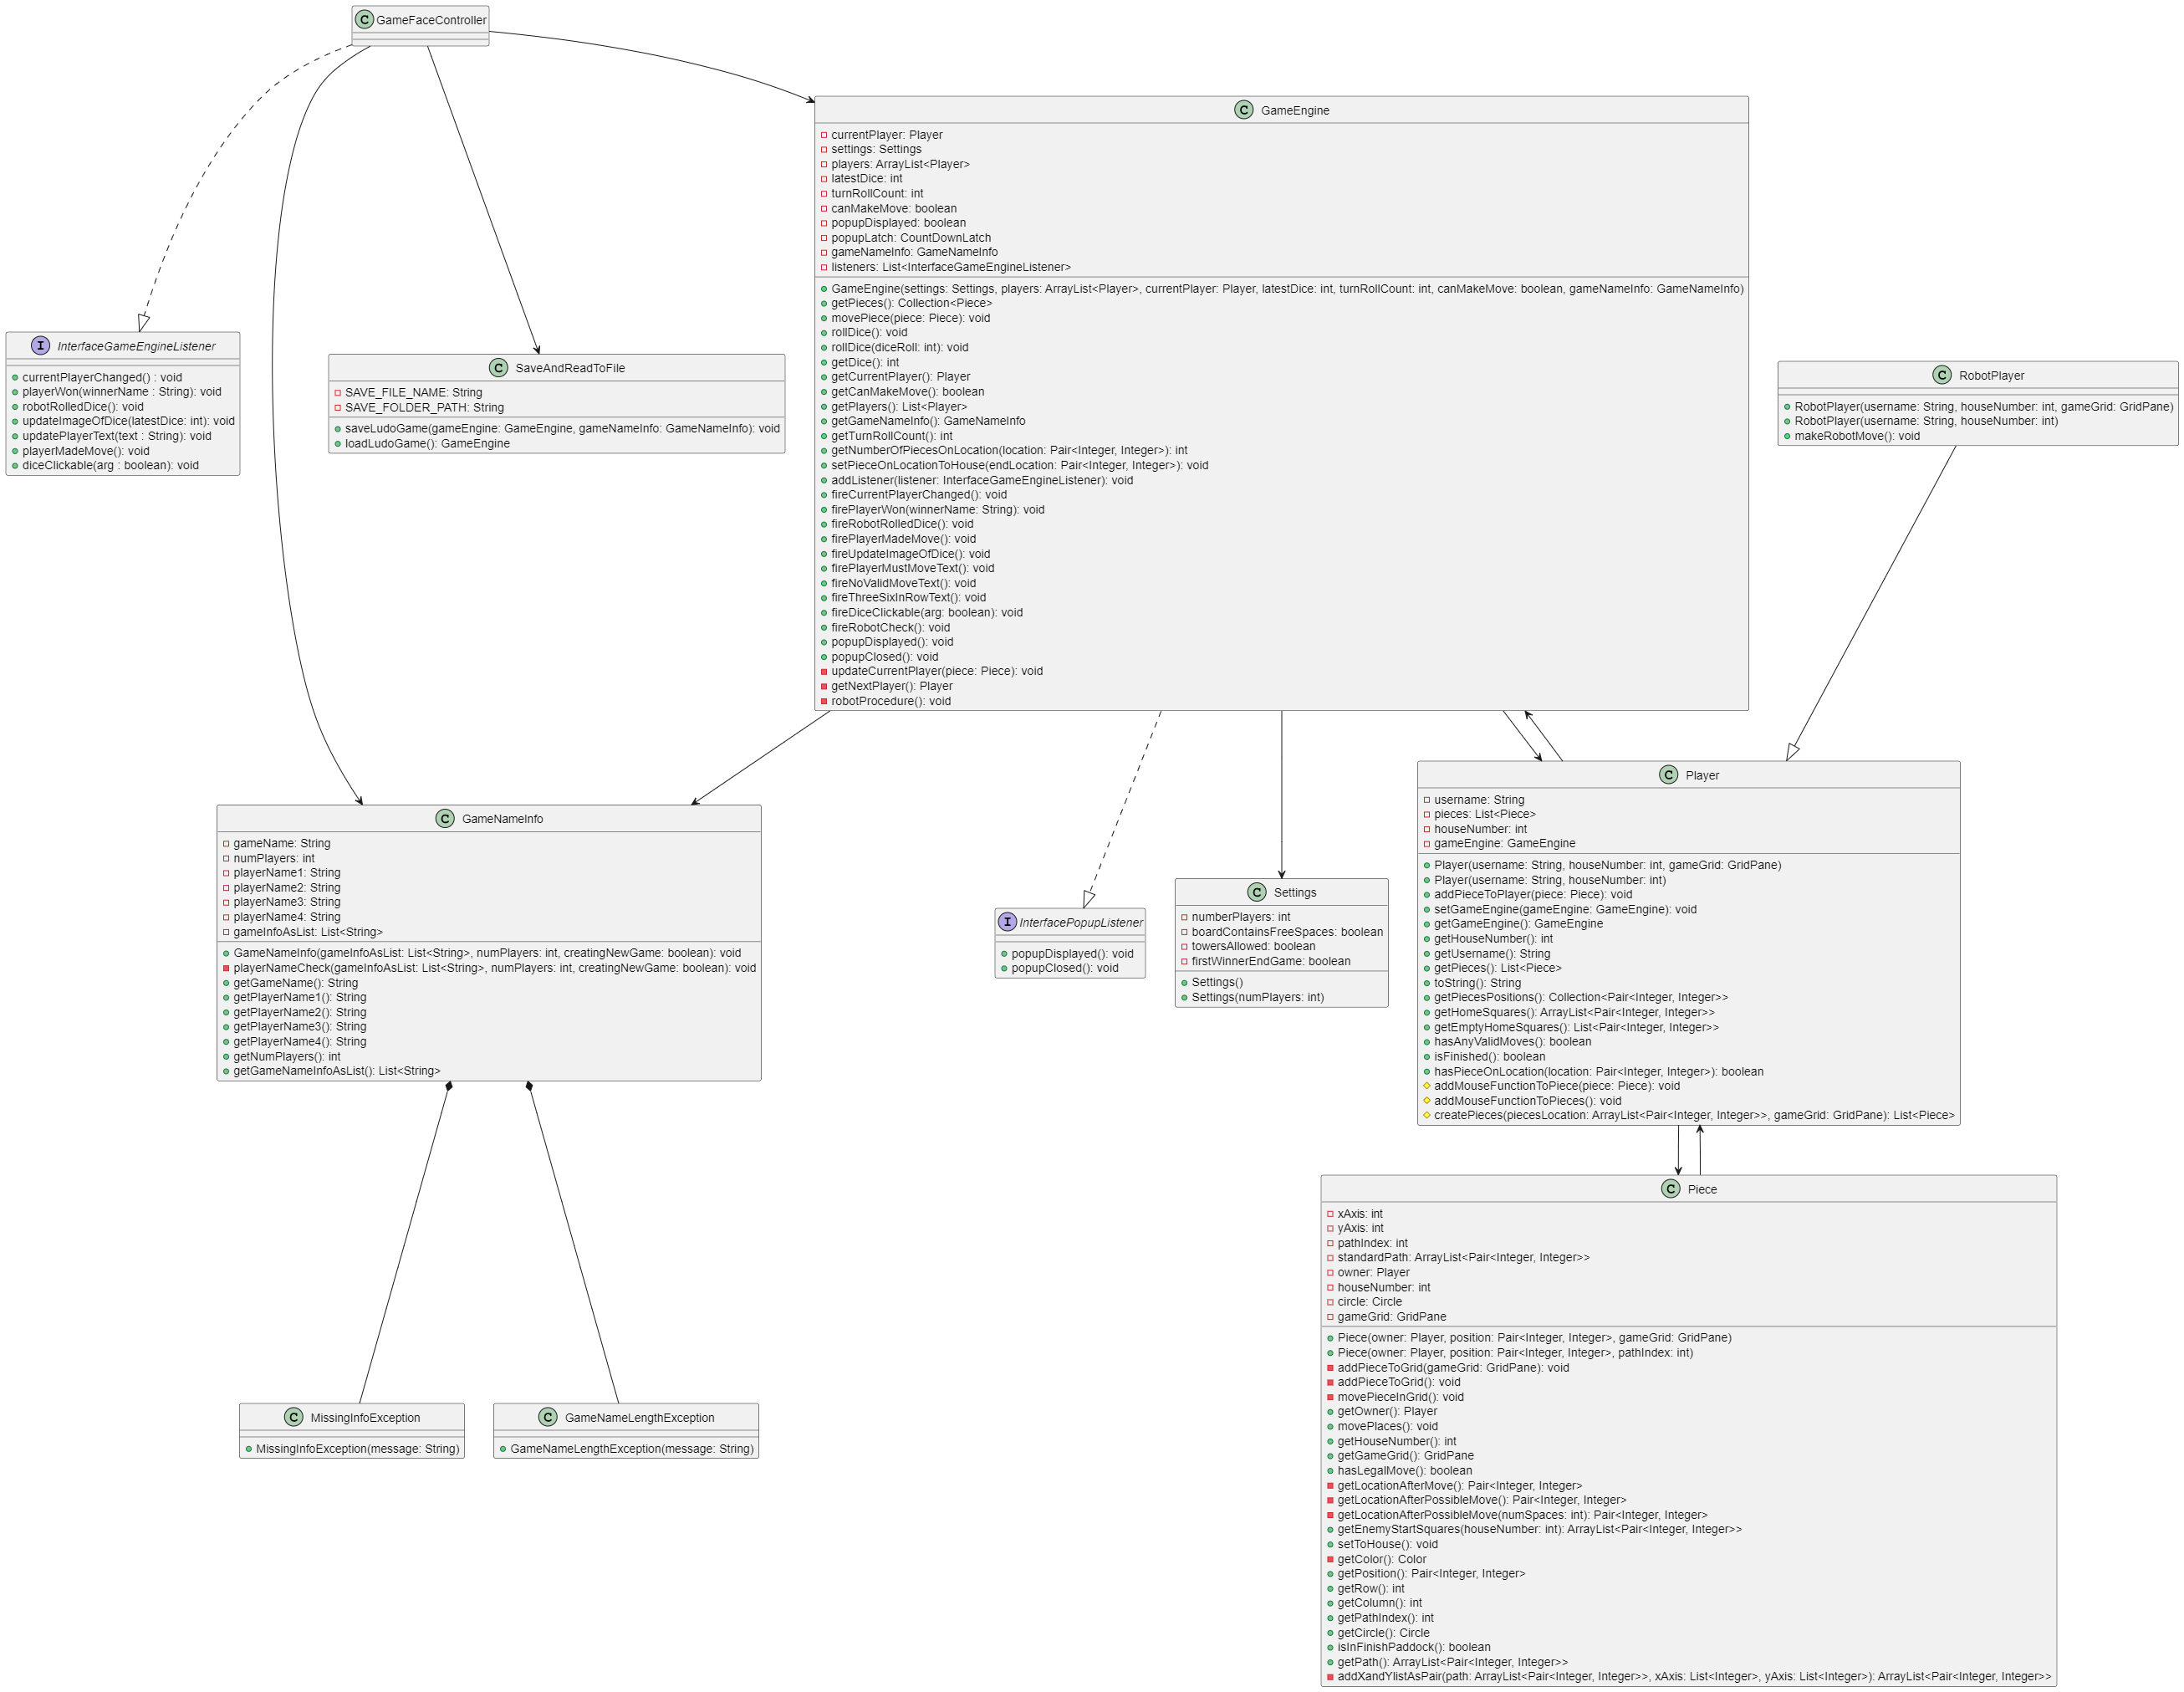 GameFaceController
GameEngine
currentPlayer: Player
settings: Settings
players: ArrayList<Player>
latestDice: int
turnRollCount: int
canMakeMove: boolean
popupDisplayed: boolean
popupLatch: CountDownLatch
gameNameInfo: GameNameInfo
listeners: List<InterfaceGameEngineListener>
GameEngine(settings: Settings, players: ArrayList<Player>, currentPlayer: Player, latestDice: int, turnRollCount: int, canMakeMove: boolean, gameNameInfo: GameNameInfo)
getPieces(): Collection<Piece>
movePiece(piece: Piece): void
rollDice(): void
rollDice(diceRoll: int): void
getDice(): int
getCurrentPlayer(): Player
getCanMakeMove(): boolean
getPlayers(): List<Player>
getGameNameInfo(): GameNameInfo
getTurnRollCount(): int
getNumberOfPiecesOnLocation(location: Pair<Integer, Integer>): int
setPieceOnLocationToHouse(endLocation: Pair<Integer, Integer>): void
addListener(listener: InterfaceGameEngineListener): void
fireCurrentPlayerChanged(): void
firePlayerWon(winnerName: String): void
fireRobotRolledDice(): void
firePlayerMadeMove(): void
fireUpdateImageOfDice(): void
firePlayerMustMoveText(): void
fireNoValidMoveText(): void
fireThreeSixInRowText(): void
fireDiceClickable(arg: boolean): void
fireRobotCheck(): void
popupDisplayed(): void
popupClosed(): void
updateCurrentPlayer(piece: Piece): void
getNextPlayer(): Player
robotProcedure(): void
InterfaceGameEngineListener
currentPlayerChanged() : void
playerWon(winnerName : String): void
robotRolledDice(): void
updateImageOfDice(latestDice: int): void
updatePlayerText(text : String): void
playerMadeMove(): void
diceClickable(arg : boolean): void
SaveAndReadToFile
SAVE_FILE_NAME: String
SAVE_FOLDER_PATH: String
saveLudoGame(gameEngine: GameEngine, gameNameInfo: GameNameInfo): void
loadLudoGame(): GameEngine
RobotPlayer
RobotPlayer(username: String, houseNumber: int, gameGrid: GridPane)
RobotPlayer(username: String, houseNumber: int)
makeRobotMove(): void
GameNameInfo
gameName: String
numPlayers: int
playerName1: String
playerName2: String
playerName3: String
playerName4: String
gameInfoAsList: List<String>
GameNameInfo(gameInfoAsList: List<String>, numPlayers: int, creatingNewGame: boolean): void
playerNameCheck(gameInfoAsList: List<String>, numPlayers: int, creatingNewGame: boolean): void
getGameName(): String
getPlayerName1(): String
getPlayerName2(): String
getPlayerName3(): String
getPlayerName4(): String
getNumPlayers(): int
getGameNameInfoAsList(): List<String>
InterfacePopupListener
popupDisplayed(): void
popupClosed(): void
Settings
numberPlayers: int
boardContainsFreeSpaces: boolean
towersAllowed: boolean
firstWinnerEndGame: boolean
Settings()
Settings(numPlayers: int)
Player
username: String
pieces: List<Piece>
houseNumber: int
gameEngine: GameEngine
Player(username: String, houseNumber: int, gameGrid: GridPane)
Player(username: String, houseNumber: int)
addPieceToPlayer(piece: Piece): void
setGameEngine(gameEngine: GameEngine): void
getGameEngine(): GameEngine
getHouseNumber(): int
getUsername(): String
getPieces(): List<Piece>
toString(): String
getPiecesPositions(): Collection<Pair<Integer, Integer>>
getHomeSquares(): ArrayList<Pair<Integer, Integer>>
getEmptyHomeSquares(): List<Pair<Integer, Integer>>
hasAnyValidMoves(): boolean
isFinished(): boolean
hasPieceOnLocation(location: Pair<Integer, Integer>): boolean
addMouseFunctionToPiece(piece: Piece): void
addMouseFunctionToPieces(): void
createPieces(piecesLocation: ArrayList<Pair<Integer, Integer>>, gameGrid: GridPane): List<Piece>
MissingInfoException
MissingInfoException(message: String)
GameNameLengthException
GameNameLengthException(message: String)
Piece
xAxis: int
yAxis: int
pathIndex: int
standardPath: ArrayList<Pair<Integer, Integer>>
owner: Player
houseNumber: int
circle: Circle
gameGrid: GridPane
Piece(owner: Player, position: Pair<Integer, Integer>, gameGrid: GridPane)
Piece(owner: Player, position: Pair<Integer, Integer>, pathIndex: int)
addPieceToGrid(gameGrid: GridPane): void
addPieceToGrid(): void
movePieceInGrid(): void
getOwner(): Player
movePlaces(): void
getHouseNumber(): int
getGameGrid(): GridPane
hasLegalMove(): boolean
getLocationAfterMove(): Pair<Integer, Integer>
getLocationAfterPossibleMove(): Pair<Integer, Integer>
getLocationAfterPossibleMove(numSpaces: int): Pair<Integer, Integer>
getEnemyStartSquares(houseNumber: int): ArrayList<Pair<Integer, Integer>>
setToHouse(): void
getColor(): Color
getPosition(): Pair<Integer, Integer>
getRow(): int
getColumn(): int
getPathIndex(): int
getCircle(): Circle
isInFinishPaddock(): boolean
getPath(): ArrayList<Pair<Integer, Integer>>
addXandYlistAsPair(path: ArrayList<Pair<Integer, Integer>>, xAxis: List<Integer>, yAxis: List<Integer>): ArrayList<Pair<Integer, Integer>>